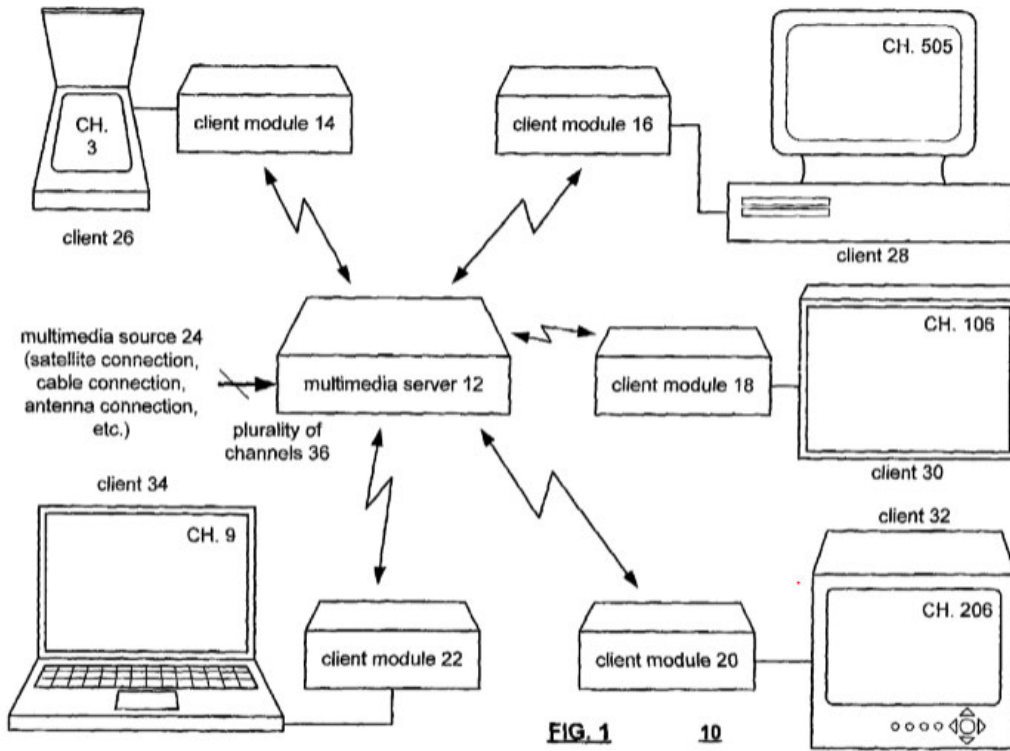 CH.
3
client module 14
client 26
client module 16
CH. 505
client 28
multimedia source 24
(satellite connection,
cable connection,
antenna connection,
etc.)
multimedia server 12
plurality of
channels 36
client module 18
CH. 106
client 30
client 34
CH. 9
client module 22
client module 20
client 32
CH. 206
FIG. 1
10